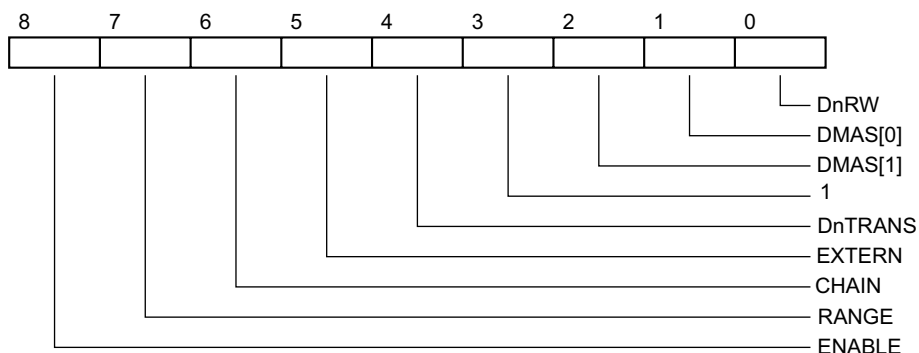 8 7 6 5 4 3 2 1 0
DnRW
DMAS[0]
DMAS[1]
1
DnTRANS
EXTERN
CHAIN
RANGE
ENABLE